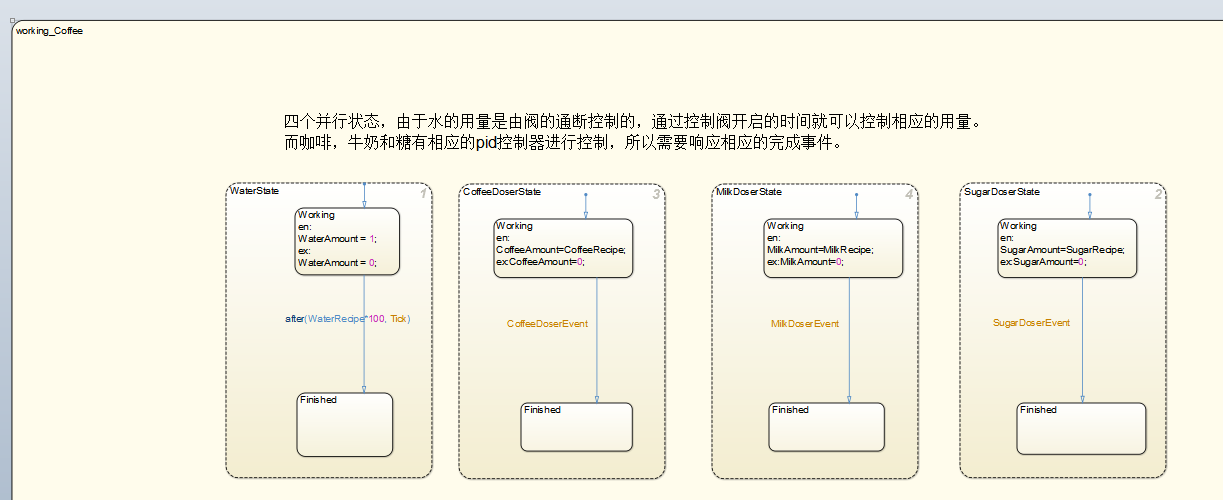 working_Coffee
四个并行状态，由于水的用量是由阀的通断控制的，通过控制阀开启的时间就可以控制相应的用量。
而咖啡，牛奶和糖有相应的pid控制器进行控制，所以需要响应相应的完成事件。
WaterState
1
Working
en:
WaterAmount = 1;
ex:
WaterAmount = 0;
after(WaterRecipe*100, Tick)
Finished
CoffeeDoserState
3
Working
en:
CoffeeAmount=CoffeeRecipe;
ex:CoffeeAmount=0;
CoffeeDoserEvent
Finished
MilkDoserState
4
Working
en:
MilkAmount=MilkRecipe;
ex:MilkAmount=0;
MilkDoserEvent
Finished
SugarDoserState
2
Working
en:
SugarAmount=SugarRecipe;
ex:SugarAmount=0;
SugarDoserEvent
Finished